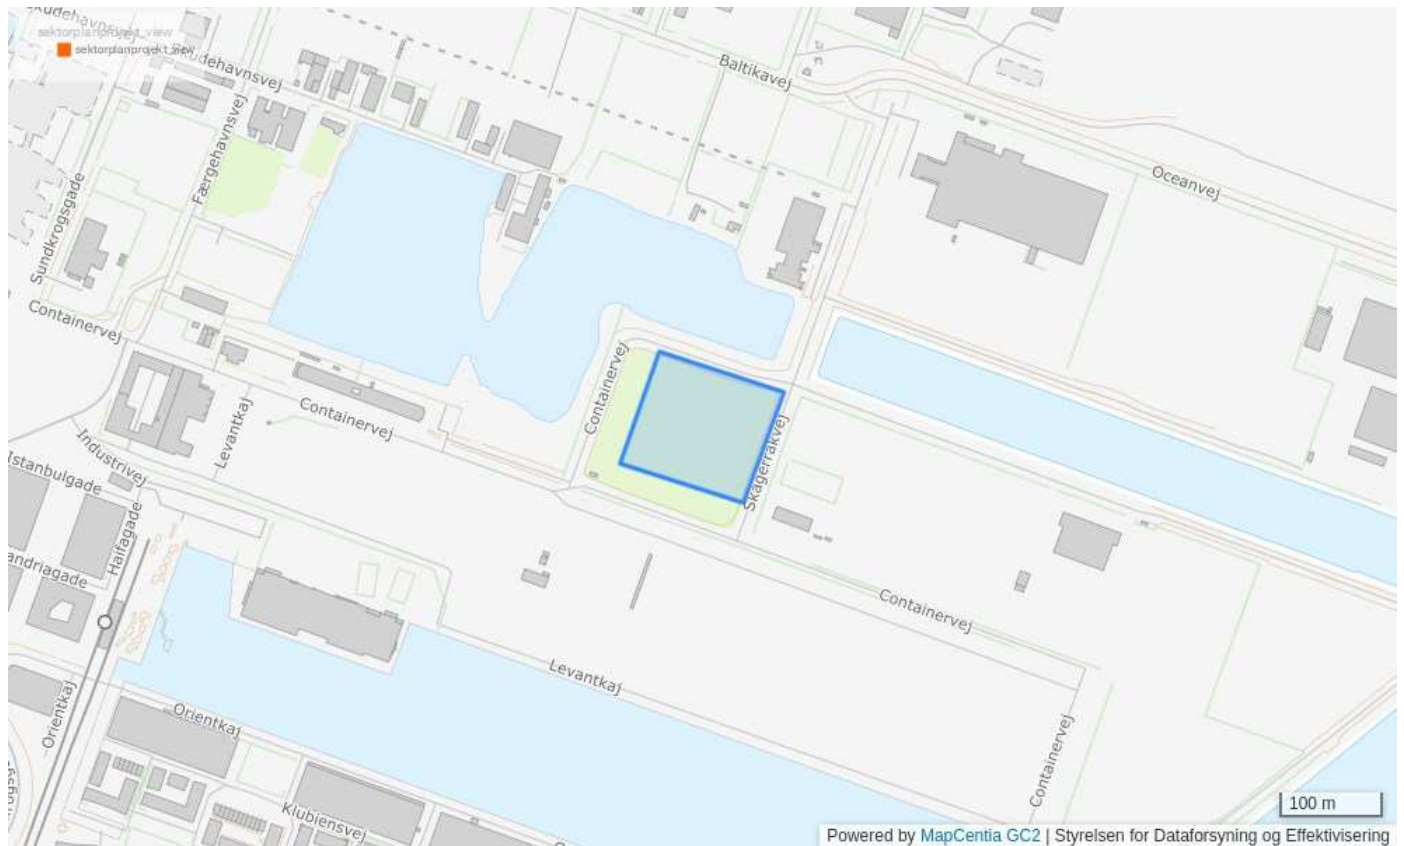 sektorplanprojekt_view
sektorplanprojekt_view
Baltikavej
Færgehavnsvej
Oceanvej
Sundkrogsgade
Containervej
Containervej
Containervej
Levantkaj
Skagerrakvej
Industrivej
Istanbulgade
Haifagade
andriagade
Containervej
Levantkaj
Orientkaj
Orientkaj
Containervej
Klubiensvej
100 m
Powered by MapCentia GC2 | Styrelsen for Dataforsyning og Effektivisering